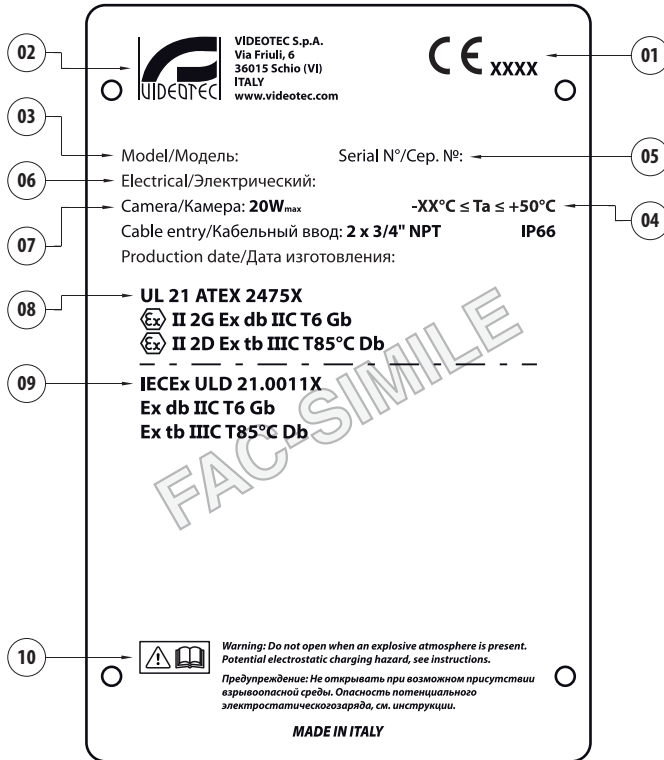 02
VIDEOTEC
VIDEOTEC S.p.A.
Via Friuli, 6
36015 Schio (VI)
ITALY
www.videotec.com
CE XXXX
01
03
Model/Модель:
Serial N°/Сер. №:
05
06
Electrical/Электрический:
07
Camera/Камера: 20Wmax
-XX°C ≤ Ta ≤ +50°C
04
Cable entry/Кабельный ввод: 2 x 3/4" NPT
IP66
Production date/Дата изготовления:
08
UL 21 ATEX 2475X
Ex II 2G Ex db IIC T6 Gb
Ex II 2D Ex tb IIIC T85°C Db
09
IECEx ULD 21.0011X
Ex db IIC T6 Gb
Ex tb IIIC T85°C Db
FAC-SIMILE
10
Warning: Do not open when an explosive atmosphere is present.
Potential electrostatic charging hazard, see instructions.
Предупреждение: Не открывать при возможном присутствии
взрывоопасной среды. Опасность потенциального
электростатическогозаряда, см. инструкции.
MADE IN ITALY